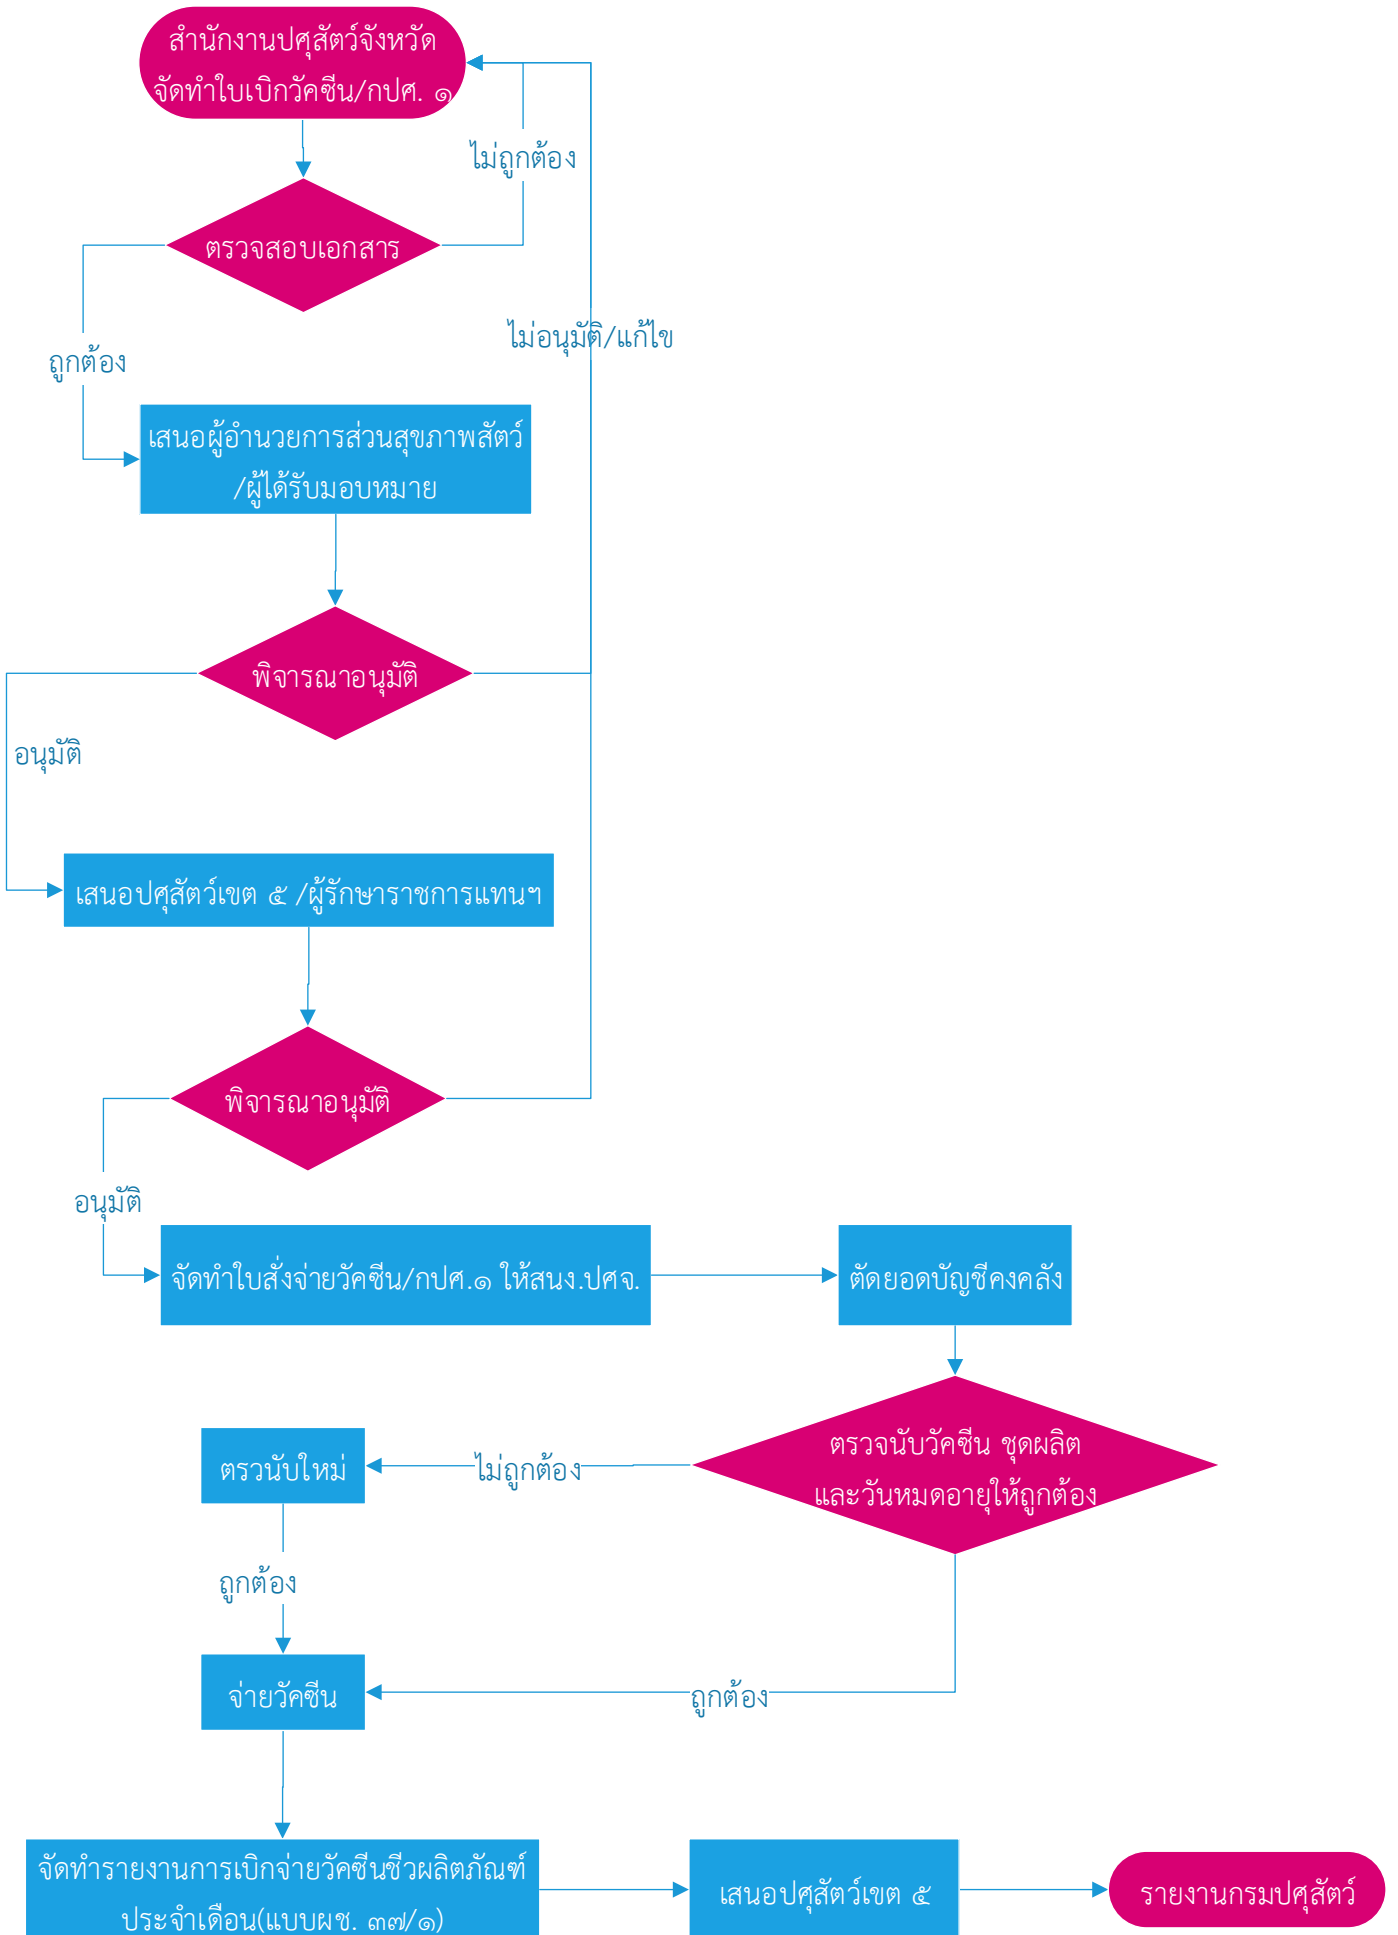 สำนักงานปศุสัตว์จังหวัด
จัดทำใบเบิกวัคซีน/กปศ. ๑
ไม่ถูกต้อง
ตรวจสอบเอกสาร
ไม่อนุมัติ/แก้ไข
ถูกต้อง
เสนอผู้อำนวยการส่วนสุขภาพสัตว์
/ผู้ได้รับมอบหมาย
พิจารณาอนุมัติ
อนุมัติ
เสนอปศุสัตว์เขต ๕ /ผู้รักษาราชการแทนฯ
พิจารณาอนุมัติ
อนุมัติ
จัดทำใบสั่งจ่ายวัคซีน/กปศ.๑ ให้สนง.ปศจ.
ตัดยอดบัญชีคงคลัง
ตรวจนับวัคซีน ชุดผลิต
และวันหมดอายุให้ถูกต้อง
ไม่ถูกต้อง
ตรวนับใหม่
ถูกต้อง
จ่ายวัคซีน
ถูกต้อง
จัดทำรายงานการเบิกจ่ายวัคซีนชีวผลิตภัณฑ์
ประจำเดือน(แบบผช. ๓๗/๑)
เสนอปศุสัตว์เขต ๕
รายงานกรมปศุสัตว์